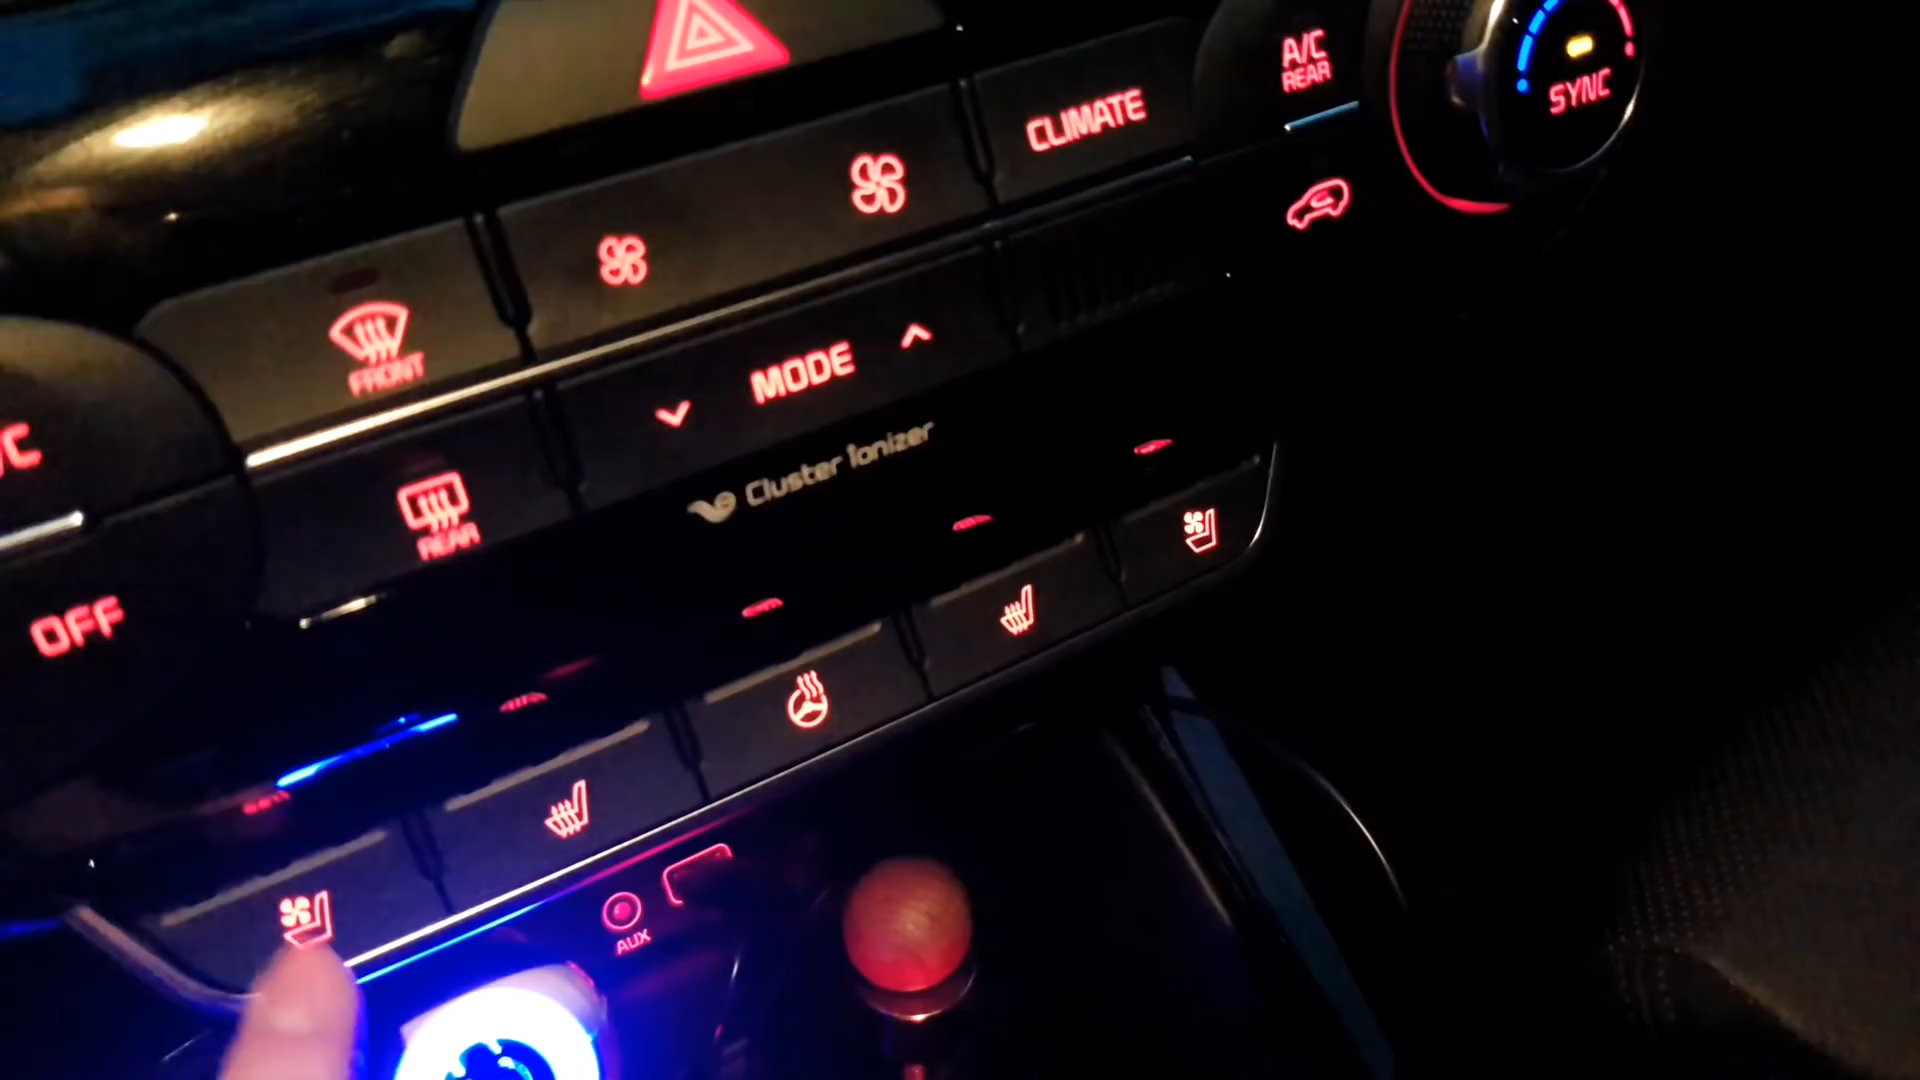 A/C
REAR
SYNC
CLIMATE
FRONT
MODE
/C
Cluster Ionizer
REAR
OFF
AUX